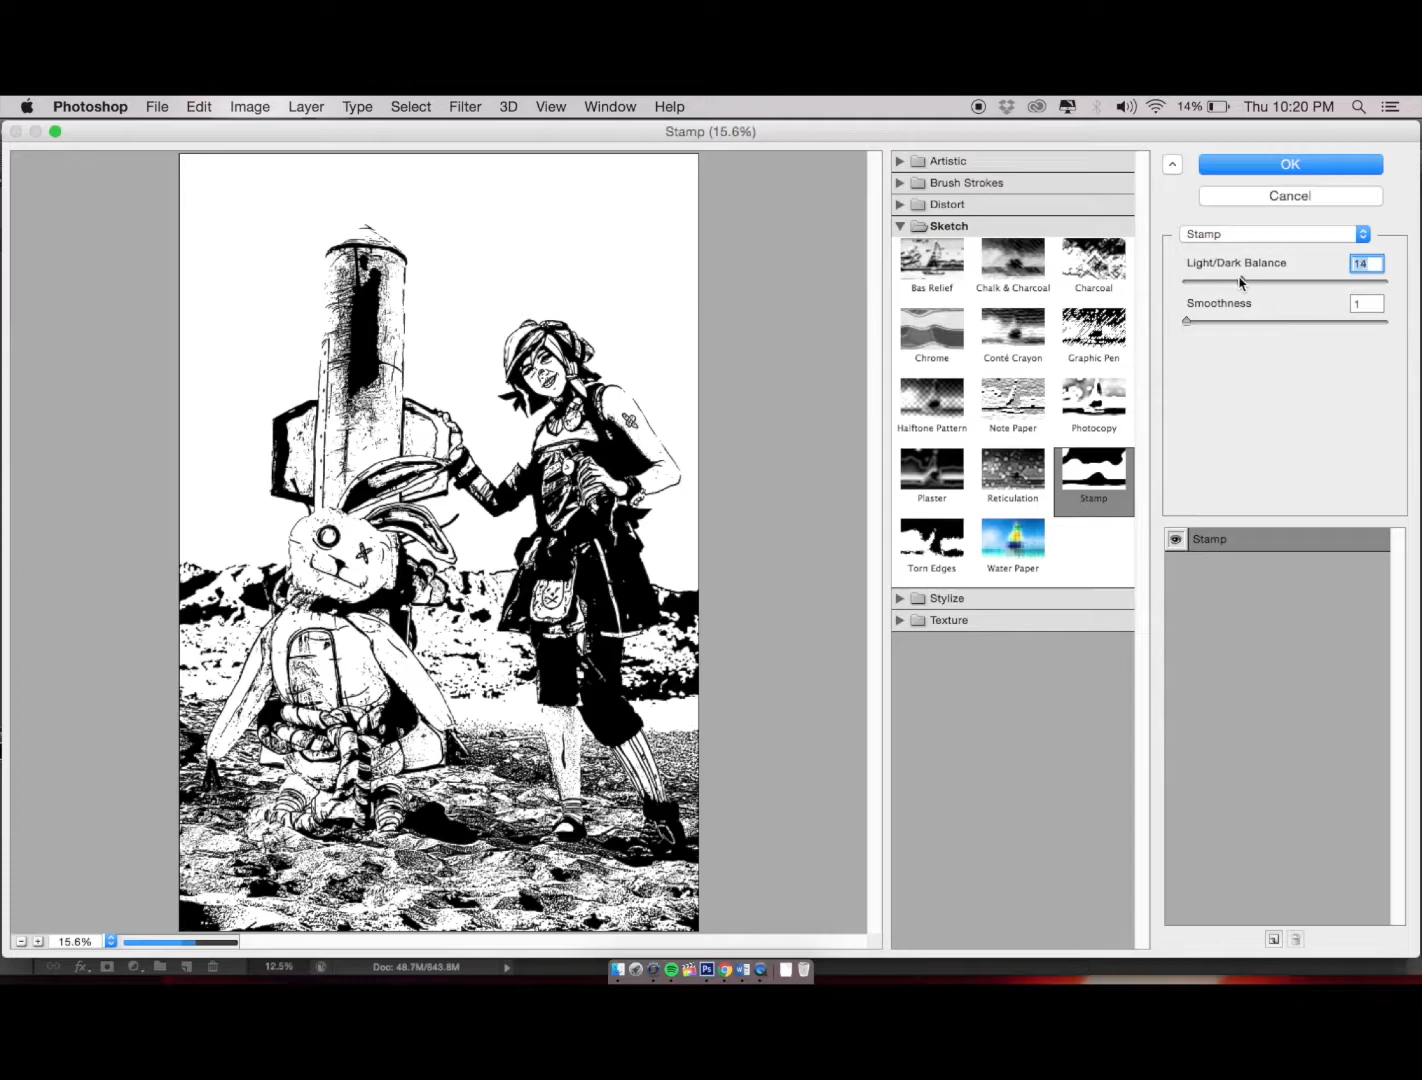 Photoshop File Edit Image Layer Type Select Filter 3D View Window Help 14% Thu 10:20 PM
Stamp (15.6%)
Artistic
Brush Strokes
Distort
Sketch
Bas Relief Chalk & Charcoal Charcoal
Chrome Conté Crayon Graphic Pen
Halftone Pattern Note Paper Photocopy
Plaster Reticulation Stamp
Torn Edges Water Paper
Stylize
Texture
OK
Cancel
Stamp
Light/Dark Balance 14
Smoothness 1
Stamp
15.6%
fx 12.5% Doc: 48.7M/643.8M
Ps W